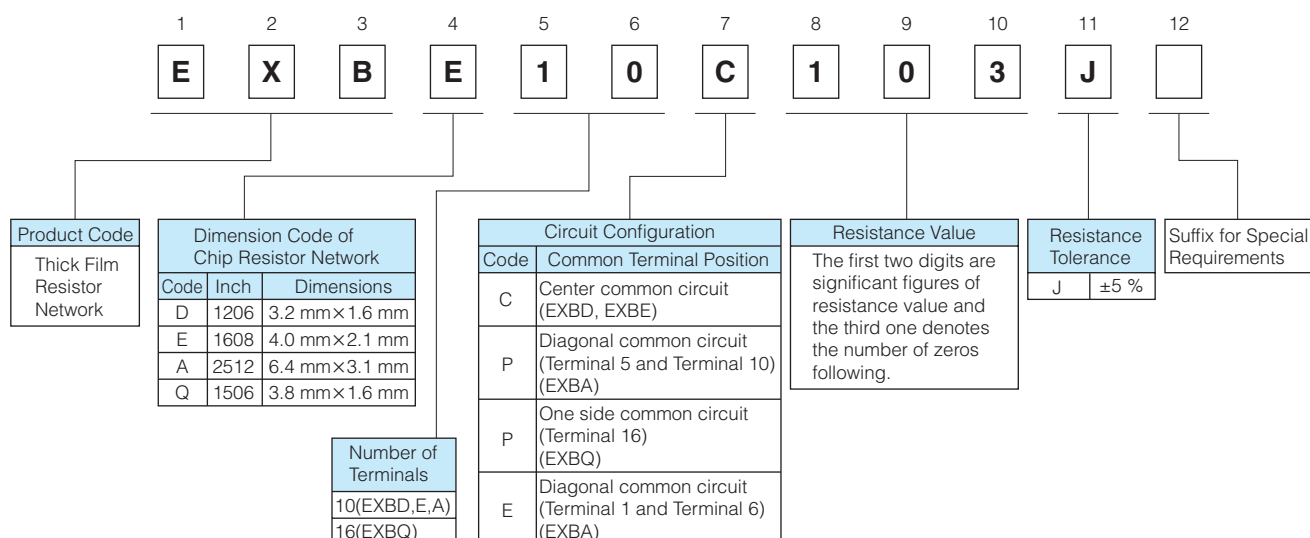 1 2 3 4 5 6 7 8 9 10 11 12
E X B E 1 0 C 1 0 3 J
Product Code
Thick Film
Resistor
Network
Dimension Code of
Chip Resistor Network
Code Inch Dimensions
D 1206 3.2 mm×1.6 mm
E 1608 4.0 mm×2.1 mm
A 2512 6.4 mm×3.1 mm
Q 1506 3.8 mm×1.6 mm
Number of
Terminals
10(EXBD,E,A)
16(EXBQ)
Circuit Configuration
Code Common Terminal Position
C Center common circuit
(EXBD, EXBE)
P Diagonal common circuit
(Terminal 5 and Terminal 10)
(EXBA)
P One side common circuit
(Terminal 16)
(EXBQ)
E Diagonal common circuit
(Terminal 1 and Terminal 6)
(EXBA)
Resistance Value
The first two digits are
significant figures of
resistance value and
the third one denotes
the number of zeros
following.
Resistance
Tolerance
J ±5 %
Suffix for Special
Requirements